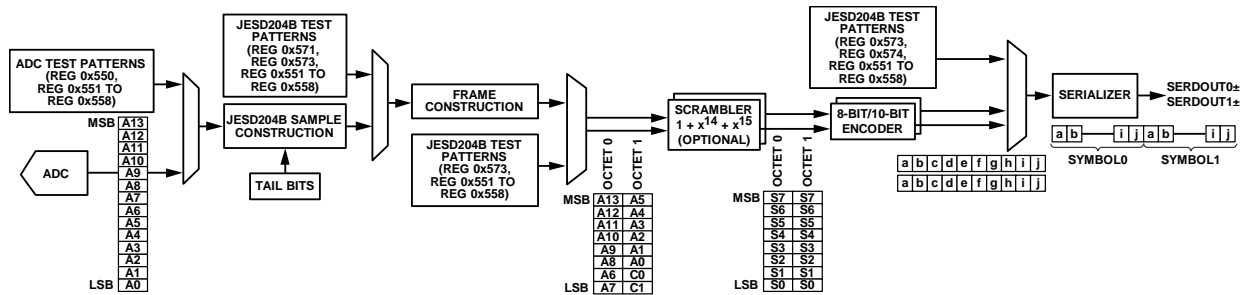 ADC TEST PATTERNS
(REG 0x550,
REG 0x551 TO
REG 0x558)
MSB
A13
A12
A11
A10
A9
A8
A7
A6
A5
A4
A3
A2
A1
LSB
A0
ADC
JESD204B TEST
PATTERNS
(REG 0x571,
REG 0x573,
REG 0x551 TO
REG 0x558)
JESD204B SAMPLE
CONSTRUCTION
TAIL BITS
FRAME
CONSTRUCTION
JESD204B TEST
PATTERNS
(REG 0x573,
REG 0x551 TO
REG 0x558)
OCTET 0
OCTET 1
MSB
A13 A5
A12 A4
A11 A3
A10 A2
A9 A1
A8 A0
A6 C0
LSB
A7 C1
SCRAMBLER
1 + x14 + x15
(OPTIONAL)
OCTET 0
OCTET 1
MSB
S7 S7
S6 S6
S5 S5
S4 S4
S3 S3
S2 S2
S1 S1
LSB
S0 S0
JESD204B TEST
PATTERNS
(REG 0x573,
REG 0x574,
REG 0x551 TO
REG 0x558)
8-BIT/10-BIT
ENCODER
a b c d e f g h i j
a b c d e f g h i j
SERIALIZER
SERDOUT0±
SERDOUT1±
a b i j a b i j
SYMBOL0
SYMBOL1